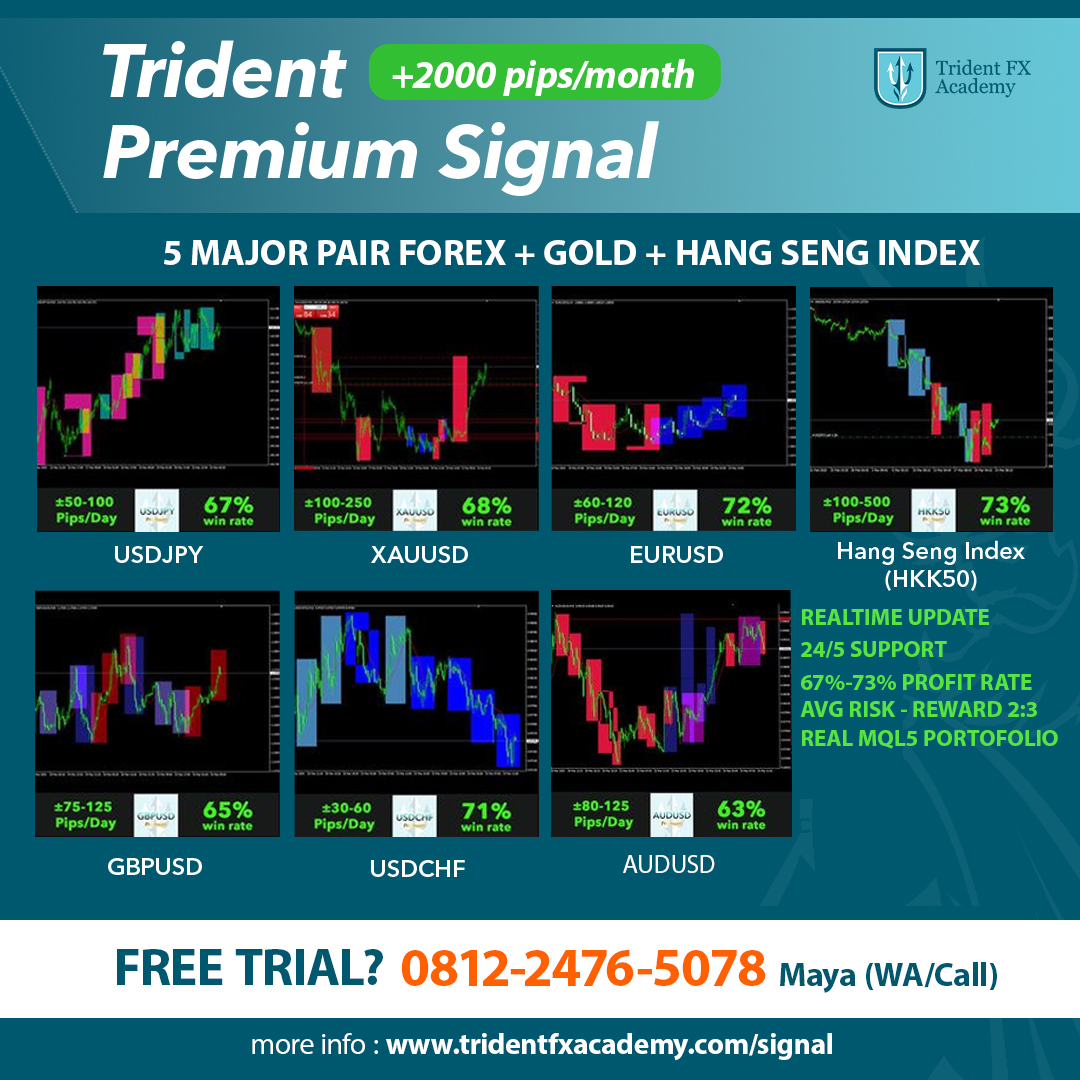 Trident
+2000 pips/month
Premium Signal
Trident FX
Academy
5 MAJOR PAIR FOREX + GOLD + HANG SENG INDEX
±50-100
Pips/Day
USDJPY
67%
win rate
USDJPY
±100-250
Pips/Day
XAUUSD
68%
win rate
XAUUSD
±60-120
Pips/Day
EURUSD
72%
win rate
EURUSD
±100-500
Pips/Day
HKK50
73%
win rate
Hang Seng Index
(HKK50)
±75-125
Pips/Day
GBPUSD
65%
win rate
GBPUSD
±30-60
Pips/Day
USDCHF
71%
win rate
USDCHF
±80-125
Pips/Day
AUDUSD
63%
win rate
AUDUSD
REALTIME UPDATE
24/5 SUPPORT
67%-73% PROFIT RATE
AVG RISK - REWARD 2:3
REAL MQL5 PORTOFOLIO
FREE TRIAL? 0812-2476-5078 Maya (WA/Call)
more info : www.tridentfxacademy.com/signal